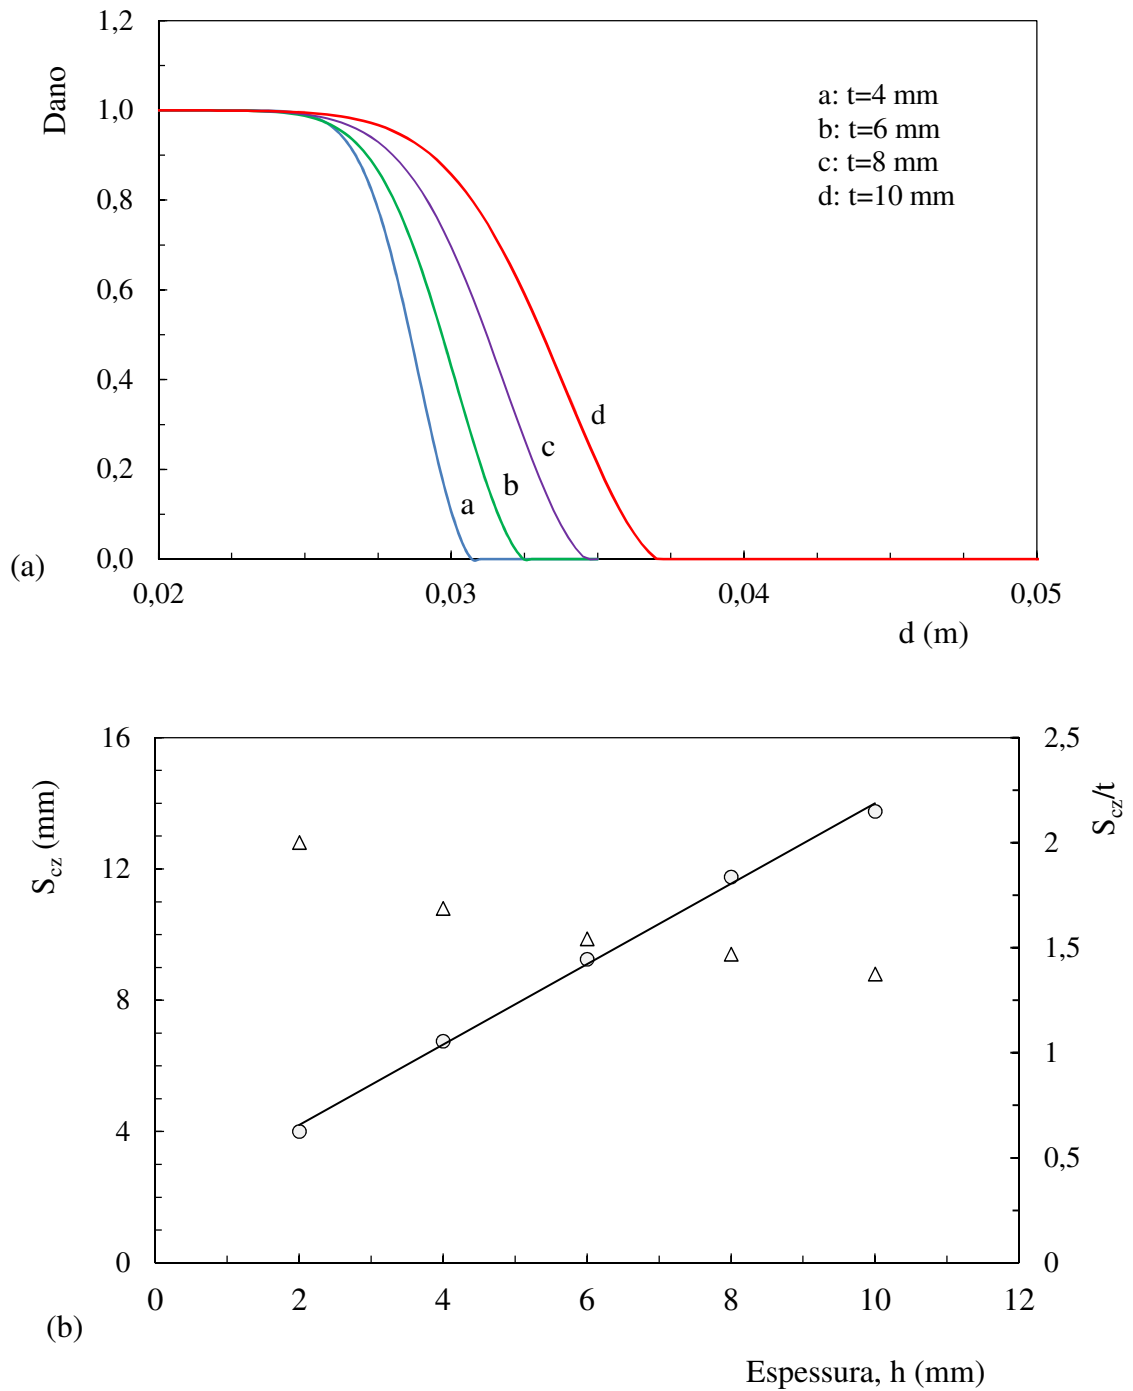 1,2
1,0
0,8
0,6
0,4
0,2
0,0
Dano
a: t=4 mm
b: t=6 mm
c: t=8 mm
d: t=10 mm
a
b
c
d
(a)
0,02 0,03 0,04 0,05
d (m)
16
12
8
4
0
S_cz (mm)
2,5
2
1,5
1
0,5
0
S_cz/t
0 2 4 6 8 10 12
(b)
Espessura, h (mm)